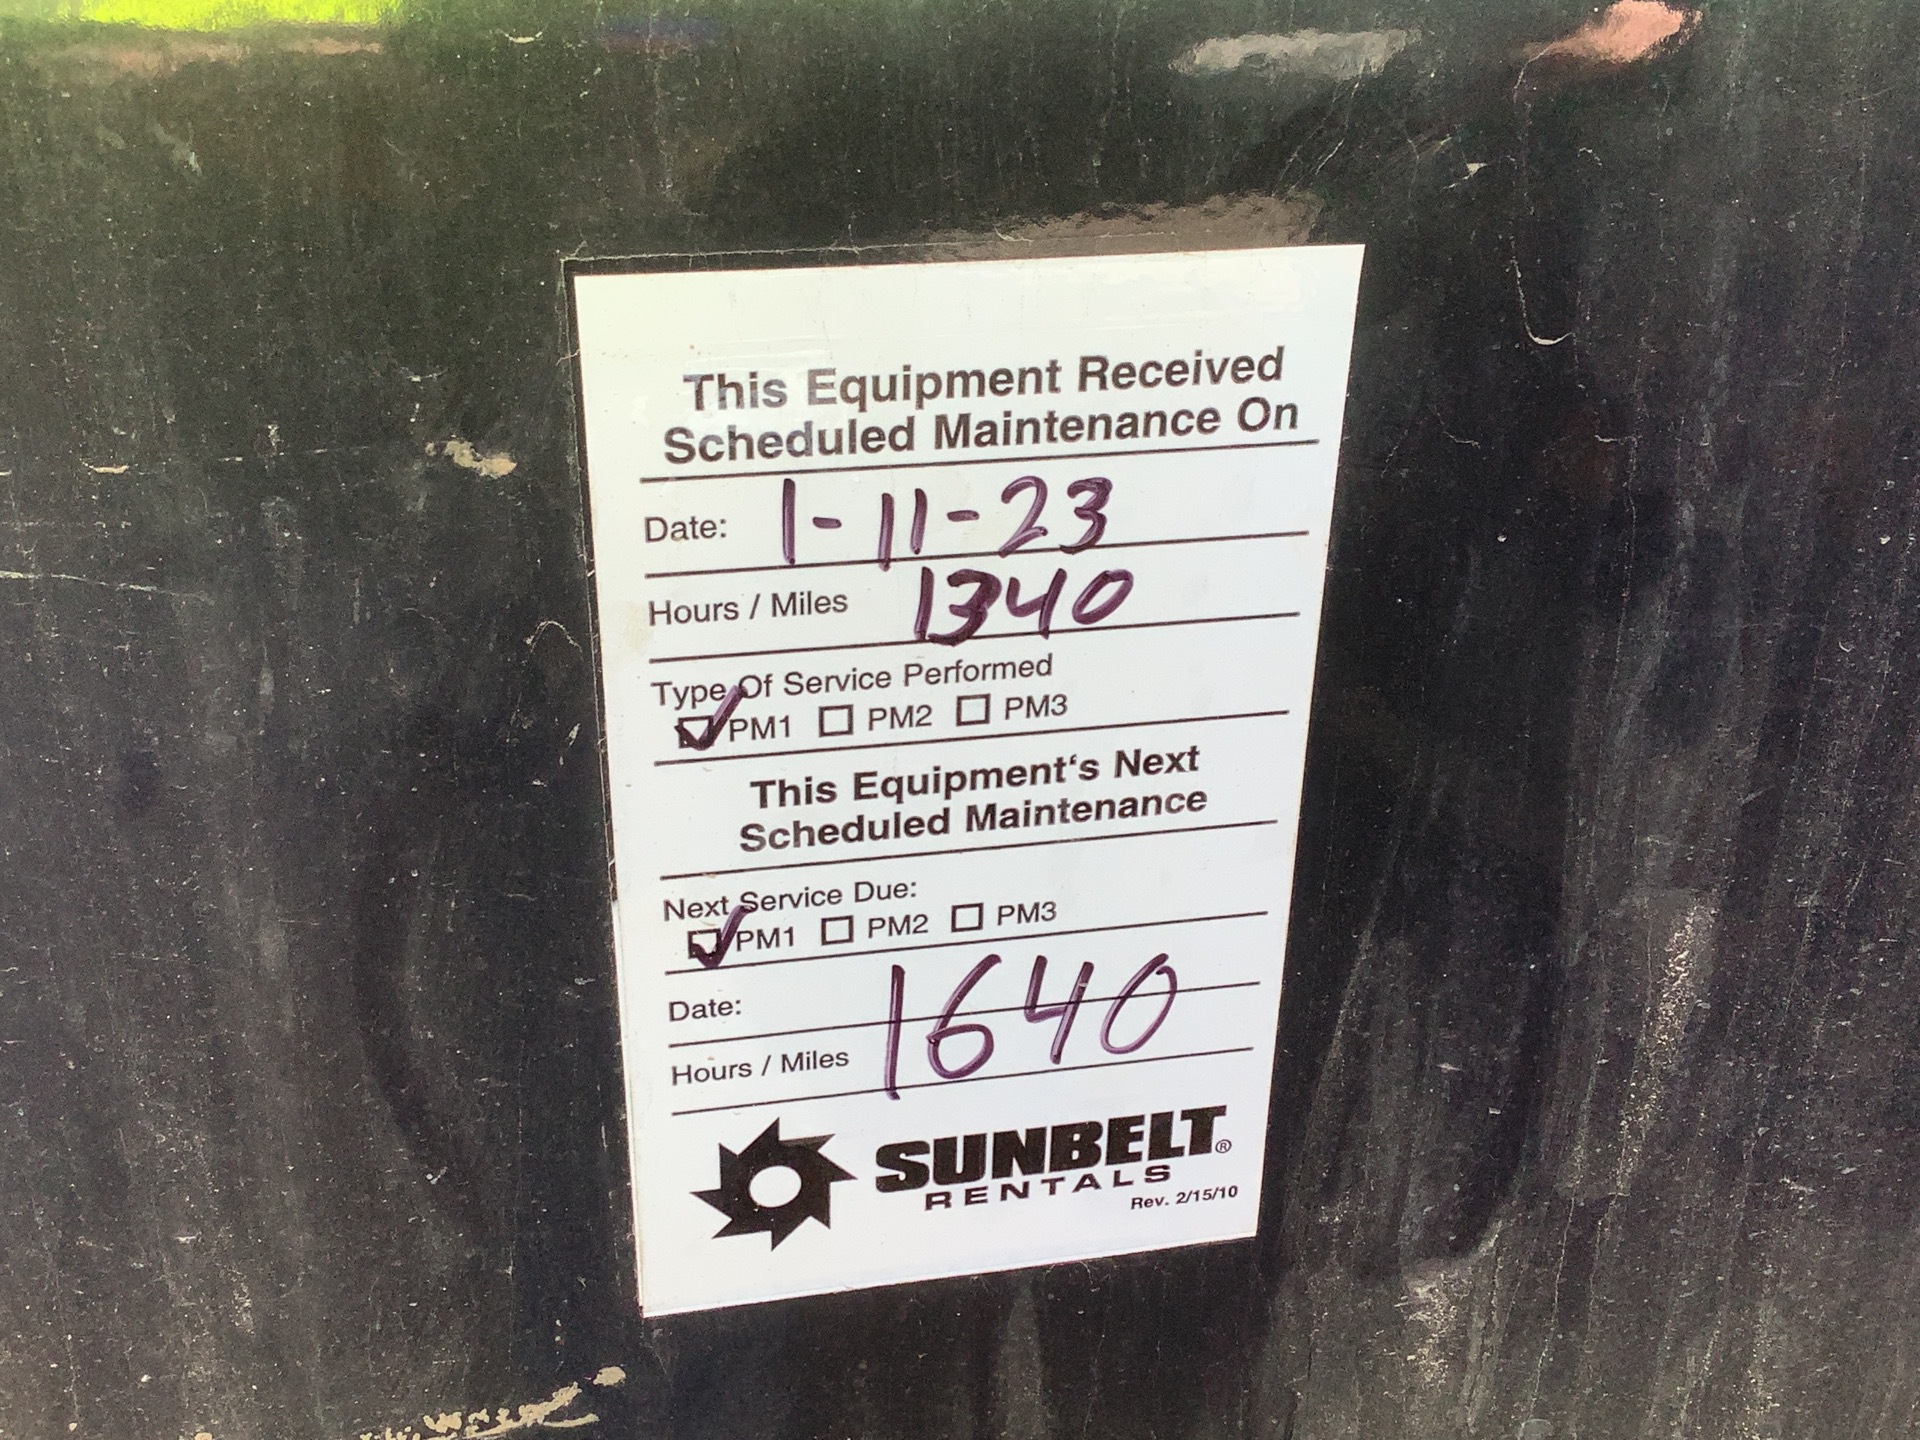 This Equipment Received
Scheduled Maintenance On
Date: 1-11-23
Hours / Miles 1340
Type Of Service Performed
PM1 PM2 PM3
This Equipment‘s Next
Scheduled Maintenance
Next Service Due:
PM1 PM2 PM3
Date:
Hours / Miles 1640
SUNBELT®
RENTALS
Rev. 2/15/10